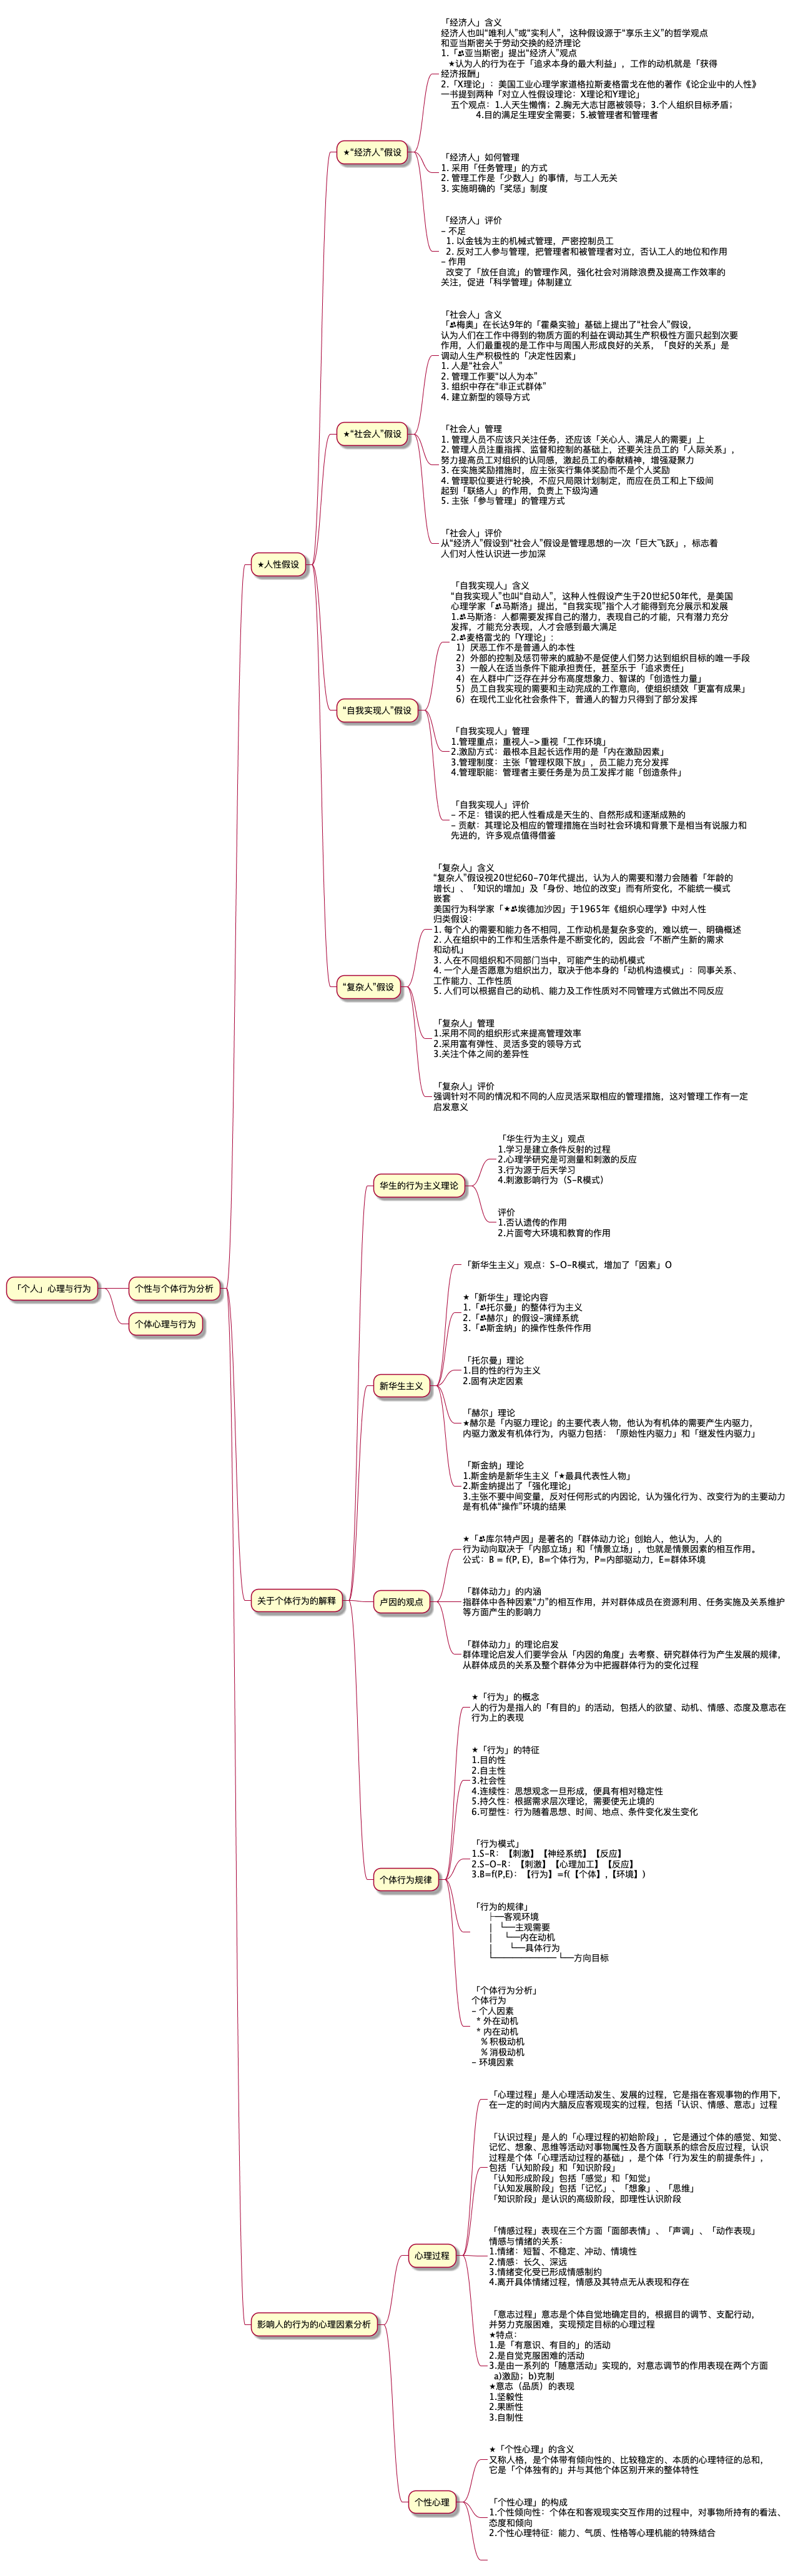 「个人」心理与行为
个性与个体行为分析
★人性假设
★“经济人”假设
「经济人」含义
经济人也叫“唯利人”或“实利人”，这种假设源于“享乐主义”的哲学观点
和亚当斯密关于劳动交换的经济理论
1.「亚当斯密」提出“经济人”观点
★认为人的行为在于「追求本身的最大利益」，工作的动机就是「获得
经济报酬」
2.「X理论」：美国工业心理学家道格拉斯麦格雷戈在他的著作《论企业中的人性》
一书提到两种「对立人性假设理论：X理论和Y理论」
五个观点：1.人天生懒惰；2.胸无大志甘愿被领导；3.个人组织目标矛盾；
4.目的满足生理安全需要；5.被管理者和管理者
「经济人」如何管理
1. 采用「任务管理」的方式
2. 管理工作是「少数人」的事情，与工人无关
3. 实施明确的「奖惩」制度
「经济人」评价
- 不足
1. 以金钱为主的机械式管理，严密控制员工
2. 反对工人参与管理，把管理者和被管理者对立，否认工人的地位和作用
- 作用
改变了「放任自流」的管理作风，强化社会对消除浪费及提高工作效率的
关注，促进「科学管理」体制建立
★“社会人”假设
「社会人」含义
「梅奥」在长达9年的「霍桑实验」基础上提出了“社会人”假设，
认为人们在工作中得到的物质方面的利益在调动其生产积极性方面只起到次要
作用，人们最重视的是工作中与周围人形成良好的关系，「良好的关系」是
调动人生产积极性的「决定性因素」
1. 人是“社会人”
2. 管理工作要“以人为本”
3. 组织中存在“非正式群体”
4. 建立新型的领导方式
「社会人」管理
1. 管理人员不应该只关注任务，还应该「关心人、满足人的需要」上
2. 管理人员注重指挥、监督和控制的基础上，还要关注员工的「人际关系」，
努力提高员工对组织的认同感，激起员工的奉献精神，增强凝聚力
3. 在实施奖励措施时，应主张实行集体奖励而不是个人奖励
4. 管理职位要进行轮换，不应只局限计划制定，而应在员工和上下级间
起到「联络人」的作用，负责上下级沟通
5. 主张「参与管理」的管理方式
「社会人」评价
从“经济人”假设到“社会人”假设是管理思想的一次「巨大飞跃」，标志着
人们对人性认识进一步加深
“自我实现人”假设
「自我实现人」含义
“自我实现人”也叫“自动人”，这种人性假设产生于20世纪50年代，是美国
心理学家「马斯洛」提出，“自我实现”指个人才能得到充分展示和发展
1.马斯洛：人都需要发挥自己的潜力，表现自己的才能，只有潜力充分
发挥，才能充分表现，人才会感到最大满足
2.麦格雷戈的「Y理论」：
1）厌恶工作不是普通人的本性
2）外部的控制及惩罚带来的威胁不是促使人们努力达到组织目标的唯一手段
3）一般人在适当条件下能承担责任，甚至乐于「追求责任」
4）在人群中广泛存在并分布高度想象力、智谋的「创造性力量」
5）员工自我实现的需要和主动完成的工作意向，使组织绩效「更富有成果」
6）在现代工业化社会条件下，普通人的智力只得到了部分发挥
「自我实现人」管理
1.管理重点；重视人->重视「工作环境」
2.激励方式：最根本且起长远作用的是「内在激励因素」
3.管理制度：主张「管理权限下放」，员工能力充分发挥
4.管理职能：管理者主要任务是为员工发挥才能「创造条件」
「自我实现人」评价
- 不足：错误的把人性看成是天生的、自然形成和逐渐成熟的
- 贡献：其理论及相应的管理措施在当时社会环境和背景下是相当有说服力和
先进的，许多观点值得借鉴
“复杂人”假设
「复杂人」含义
“复杂人”假设视20世纪60-70年代提出，认为人的需要和潜力会随着「年龄的
增长」、「知识的增加」及「身份、地位的改变」而有所变化，不能统一模式
嵌套
美国行为科学家「★埃德加沙因」于1965年《组织心理学》中对人性
归类假设：
1. 每个人的需要和能力各不相同，工作动机是复杂多变的，难以统一、明确概述
2. 人在组织中的工作和生活条件是不断变化的，因此会「不断产生新的需求
和动机」
3. 人在不同组织和不同部门当中，可能产生的动机模式
4. 一个人是否愿意为组织出力，取决于他本身的「动机构造模式」：同事关系、
工作能力、工作性质
5. 人们可以根据自己的动机、能力及工作性质对不同管理方式做出不同反应
「复杂人」管理
1.采用不同的组织形式来提高管理效率
2.采用富有弹性、灵活多变的领导方式
3.关注个体之间的差异性
「复杂人」评价
强调针对不同的情况和不同的人应灵活采取相应的管理措施，这对管理工作有一定
启发意义
关于个体行为的解释
华生的行为主义理论
「华生行为主义」观点
1.学习是建立条件反射的过程
2.心理学研究是可测量和刺激的反应
3.行为源于后天学习
4.刺激影响行为（S-R模式）
评价
1.否认遗传的作用
2.片面夸大环境和教育的作用
新华生主义
「新华生主义」观点：S-O-R模式，增加了「因素」O
★「新华生」理论内容
1.「托尔曼」的整体行为主义
2.「赫尔」的假设-演绎系统
3.「斯金纳」的操作性条件作用
「托尔曼」理论
1.目的性的行为主义
2.固有决定因素
「赫尔」理论
★赫尔是「内驱力理论」的主要代表人物，他认为有机体的需要产生内驱力，
内驱力激发有机体行为，内驱力包括：「原始性内驱力」和「继发性内驱力」
「斯金纳」理论
1.斯金纳是新华生主义「★最具代表性人物」
2.斯金纳提出了「强化理论」
3.主张不要中间变量，反对任何形式的内因论，认为强化行为、改变行为的主要动力
是有机体“操作”环境的结果
卢因的观点
★「库尔特卢因」是著名的「群体动力论」创始人，他认为，人的
行为动向取决于「内部立场」和「情景立场」，也就是情景因素的相互作用。
公式：B = f(P, E)，B=个体行为，P=内部驱动力，E=群体环境
「群体动力」的内涵
指群体中各种因素“力”的相互作用，并对群体成员在资源利用、任务实施及关系维护
等方面产生的影响力
「群体动力」的理论启发
群体理论启发人们要学会从「内因的角度」去考察、研究群体行为产生发展的规律，
从群体成员的关系及整个群体分为中把握群体行为的变化过程
个体行为规律
★「行为」的概念
人的行为是指人的「有目的」的活动，包括人的欲望、动机、情感、态度及意志在
行为上的表现
★「行为」的特征
1.目的性
2.自主性
3.社会性
4.连续性：思想观念一旦形成，便具有相对稳定性
5.持久性：根据需求层次理论，需要使无止境的
6.可塑性：行为随着思想、时间、地点、条件变化发生变化
「行为模式」
1.S-R：【刺激】【神经系统】【反应】
2.S-O-R：【刺激】【心理加工】【反应】
3.B=f(P,E)：【行为】=f(【个体】,【环境】)
「行为的规律」
├─客观环境
│ └─主观需要
│ └─内在动机
│ └─具体行为
└────────└─方向目标
「个体行为分析」
个体行为
- 个人因素
* 外在动机
* 内在动机
% 积极动机
% 消极动机
- 环境因素
影响人的行为的心理因素分析
心理过程
「心理过程」是人心理活动发生、发展的过程，它是指在客观事物的作用下，
在一定的时间内大脑反应客观现实的过程，包括「认识、情感、意志」过程
「认识过程」是人的「心理过程的初始阶段」，它是通过个体的感觉、知觉、
记忆、想象、思维等活动对事物属性及各方面联系的综合反应过程，认识
过程是个体「心理活动过程的基础」，是个体「行为发生的前提条件」，
包括「认知阶段」和「知识阶段」
「认知形成阶段」包括「感觉」和「知觉」
「认知发展阶段」包括「记忆」、「想象」、「思维」
「知识阶段」是认识的高级阶段，即理性认识阶段
「情感过程」表现在三个方面「面部表情」、「声调」、「动作表现」
情感与情绪的关系：
1.情绪：短暂、不稳定、冲动、情境性
2.情感：长久、深远
3.情绪变化受已形成情感制约
4.离开具体情绪过程，情感及其特点无从表现和存在
「意志过程」意志是个体自觉地确定目的，根据目的调节、支配行动，
并努力克服困难，实现预定目标的心理过程
★特点：
1.是「有意识、有目的」的活动
2.是自觉克服困难的活动
3.是由一系列的「随意活动」实现的，对意志调节的作用表现在两个方面
a)激励；b)克制
★意志（品质）的表现
1.坚毅性
2.果断性
3.自制性
个性心理
★「个性心理」的含义
又称人格，是个体带有倾向性的、比较稳定的、本质的心理特征的总和，
它是「个体独有的」并与其他个体区别开来的整体特性
「个性心理」的构成
1.个性倾向性：个体在和客观现实交互作用的过程中，对事物所持有的看法、
态度和倾向
2.个性心理特征：能力、气质、性格等心理机能的特殊结合
个体心理与行为